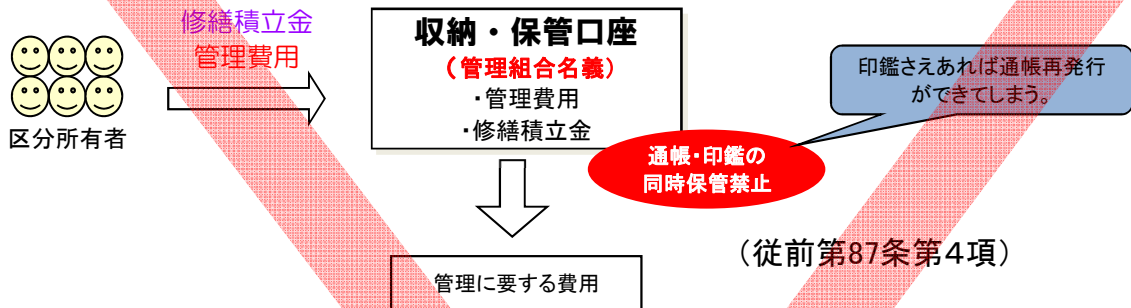 修繕積立金
管理費用
区分所有者
収納・保管口座
（管理組合名義）
・管理費用
・修繕積立金
通帳・印鑑の
同時保管禁止
印鑑さえあれば通帳再発行
ができてしまう。
（従前第87条第4項）
管理に要する費用